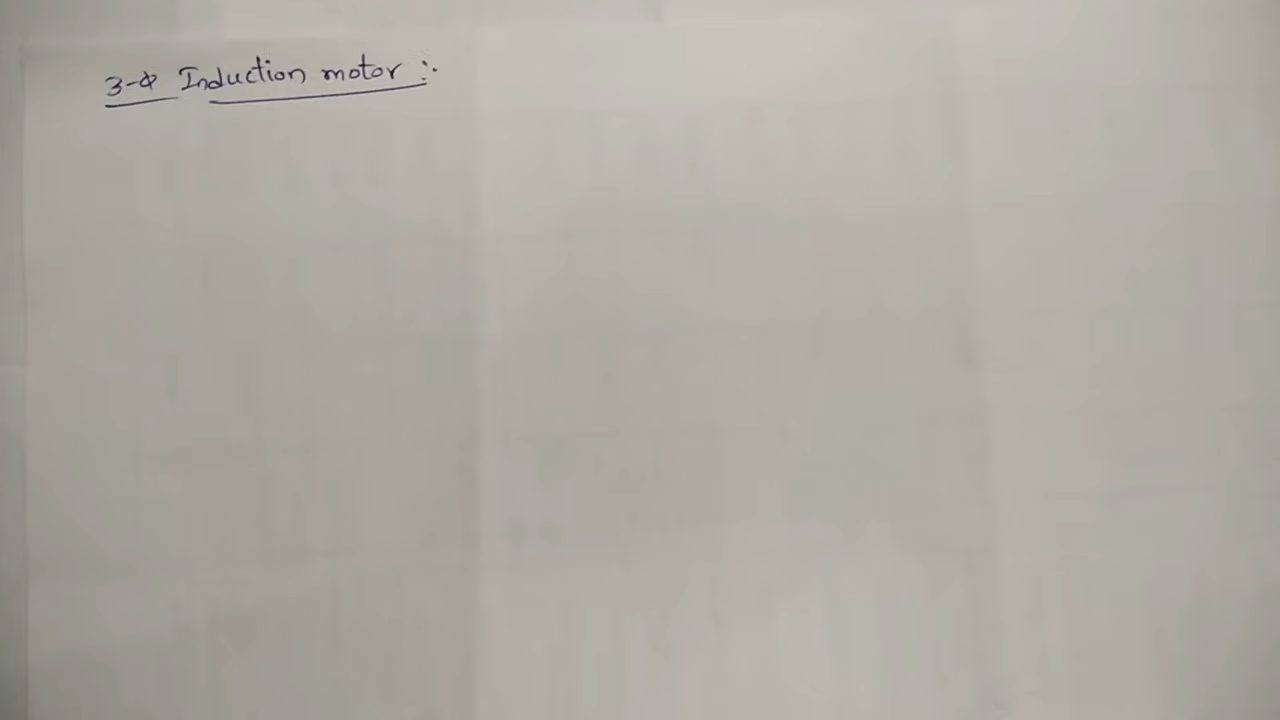 3-Φ Induction motor :-